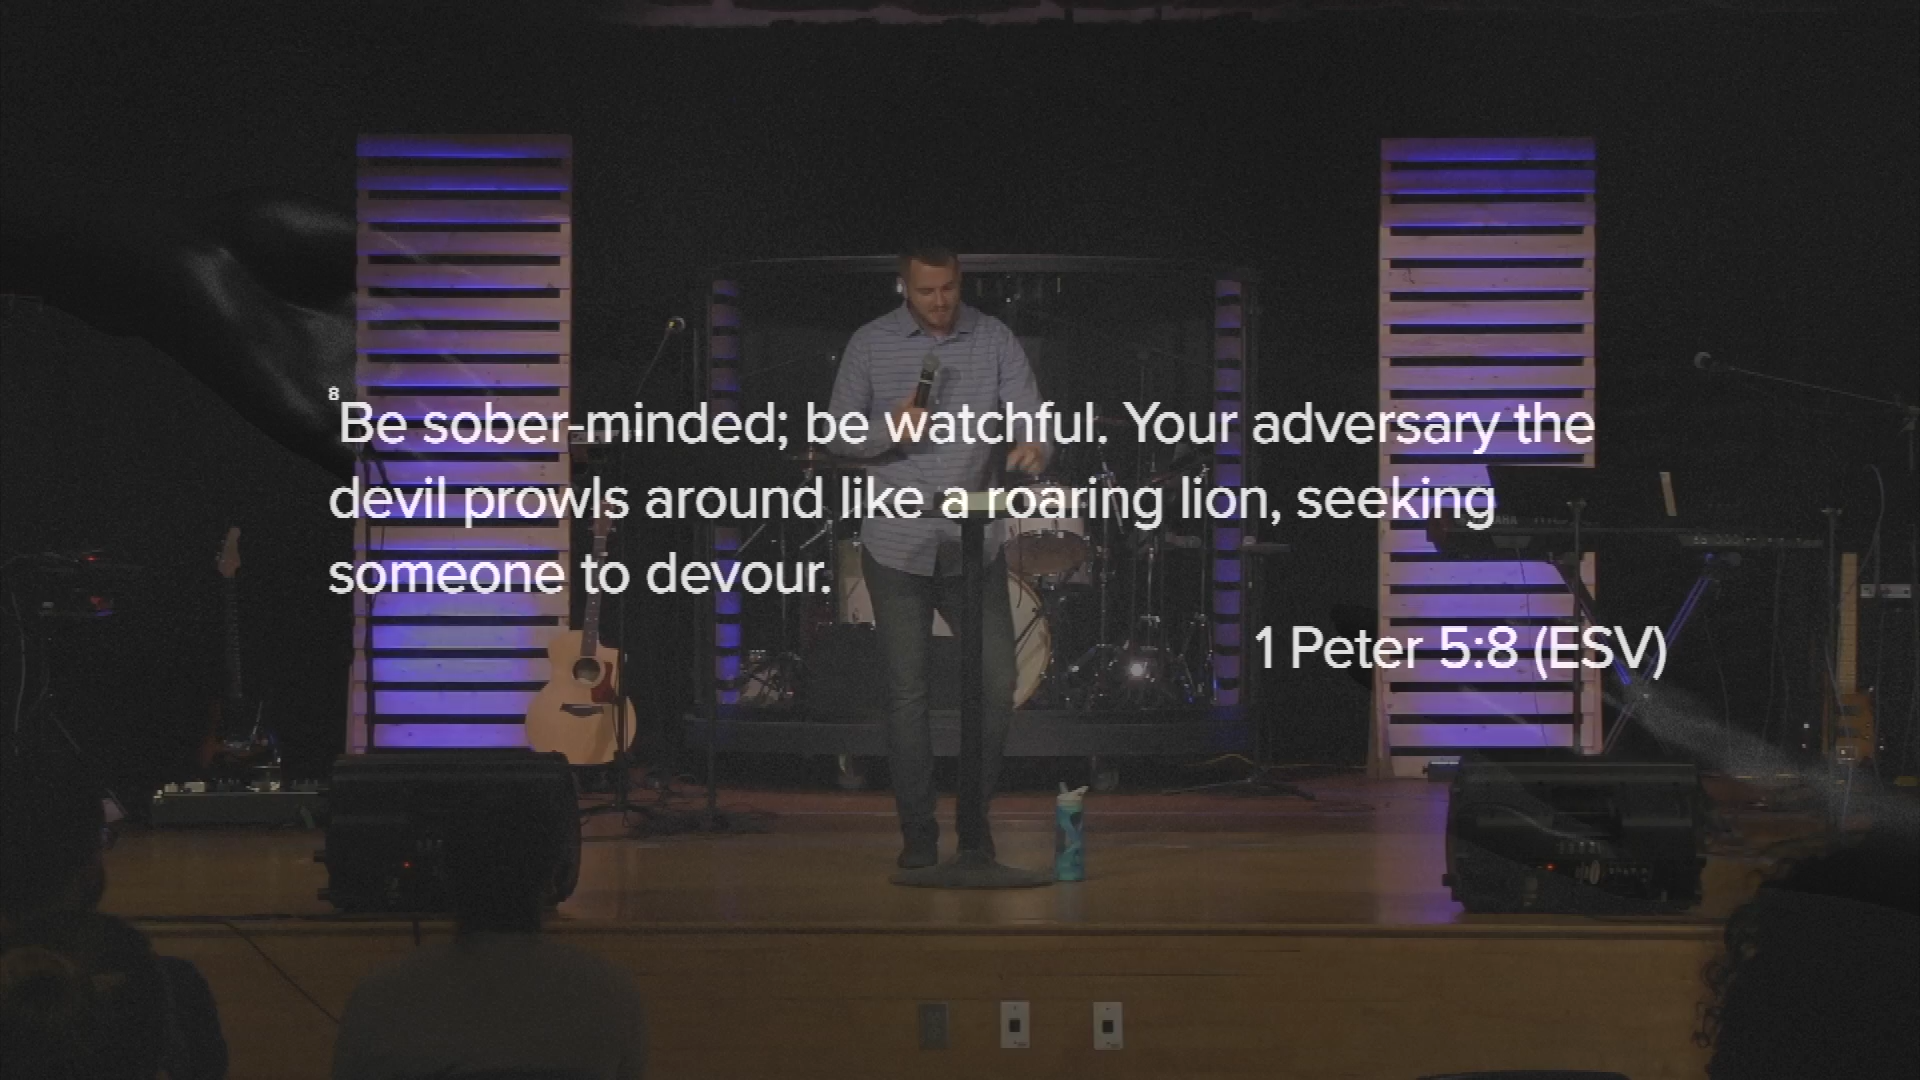 ⁸Be sober-minded; be watchful. Your adversary the
devil prowls around like a roaring lion, seeking
someone to devour.
1 Peter 5:8 (ESV)